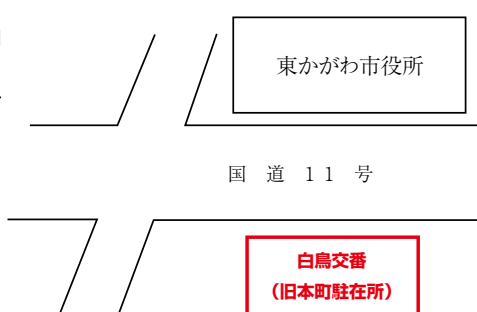 東かがわ市役所
国道11号
白鳥交番
（旧本町駐在所）